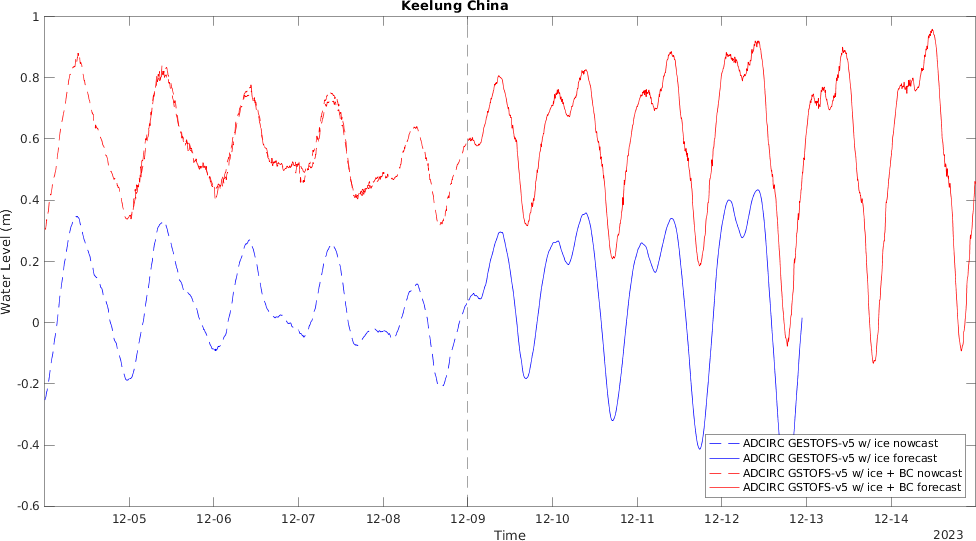 Keelung China
1
0.8
0.6
0.4
0.2
0
-0.2
-0.4
-0.6
Water Level (m)
ADCIRC GESTOFS-v5 w/ ice nowcast
ADCIRC GESTOFS-v5 w/ ice forecast
ADCIRC GSTOFS-v5 w/ ice + BC nowcast
ADCIRC GSTOFS-v5 w/ ice + BC forecast
12-05 12-06 12-07 12-08 12-09 12-10 12-11 12-12 12-13 12-14
Time
2023